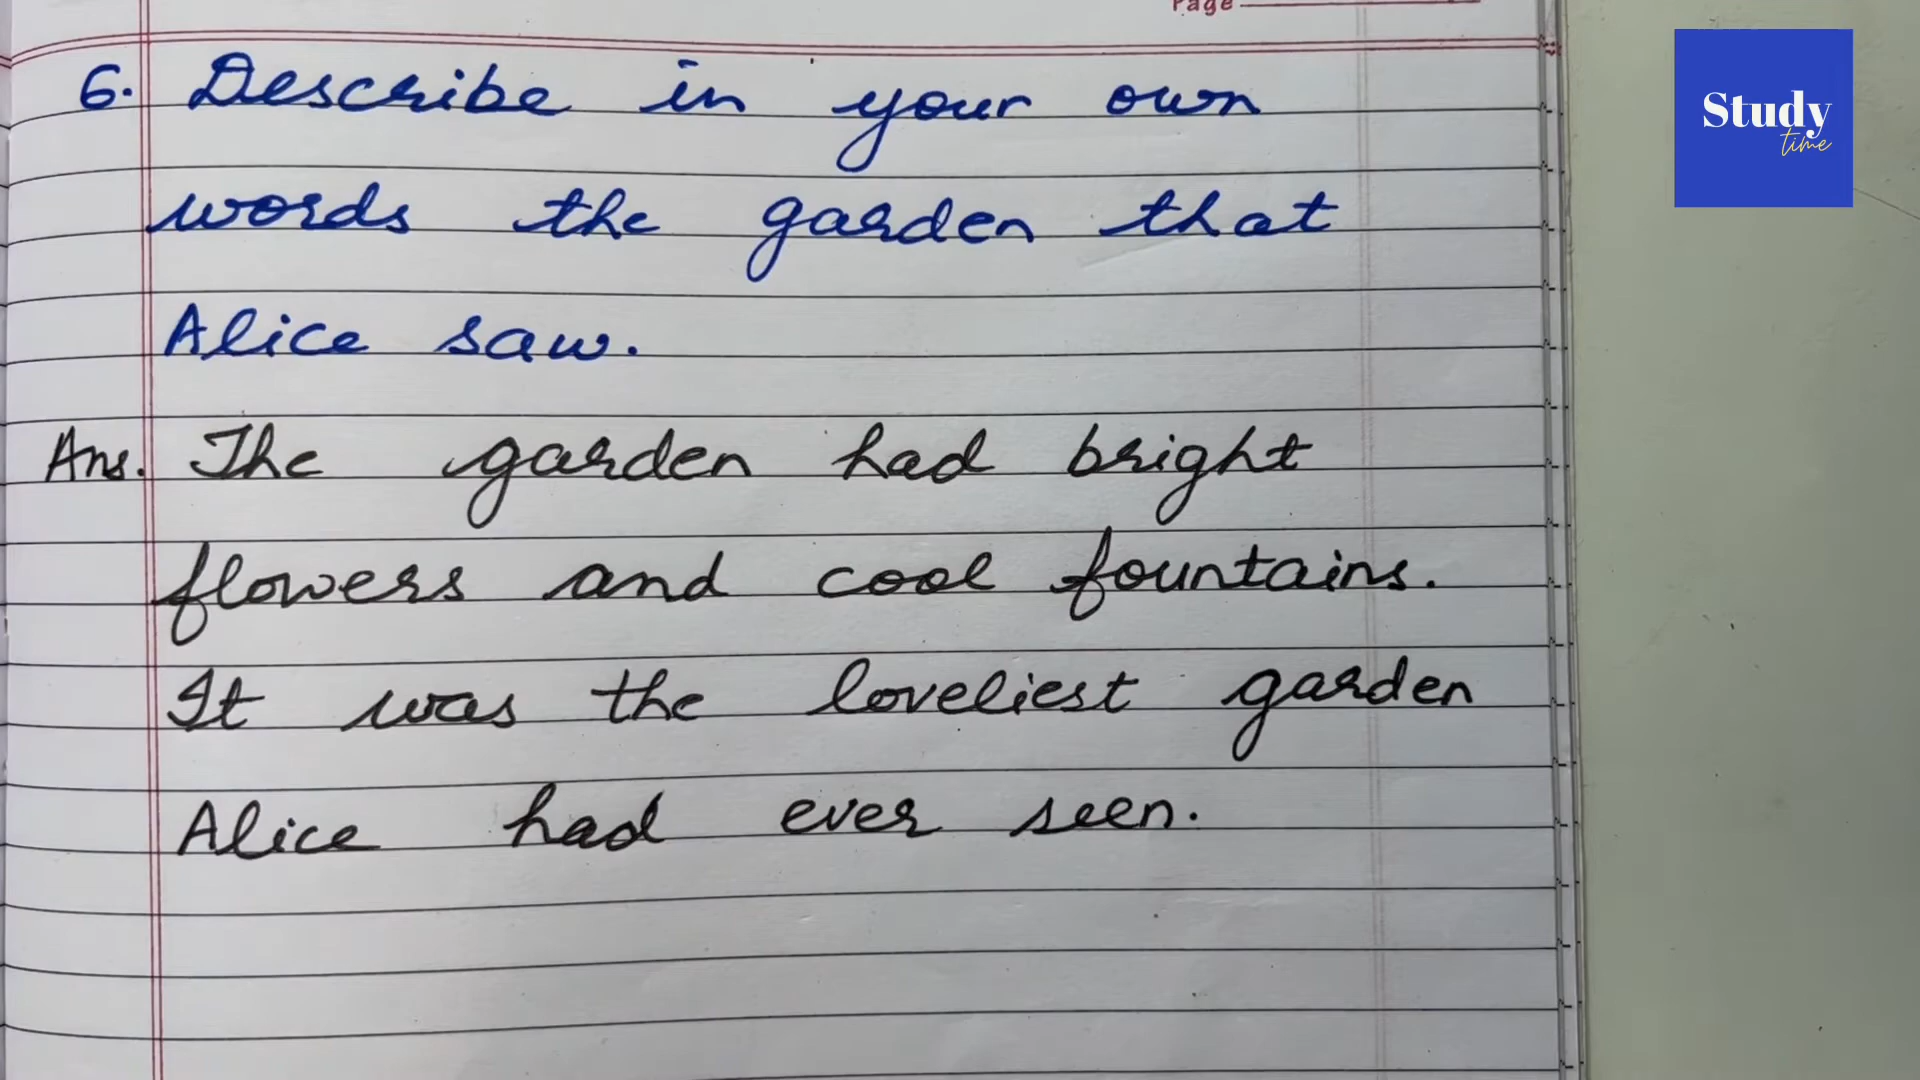 Page
6. Describe in your own
words the garden that
Alice saw.
Ans. The garden had bright
flowers and cool fountains.
It was the loveliest garden
Alice had ever seen.
Study
time